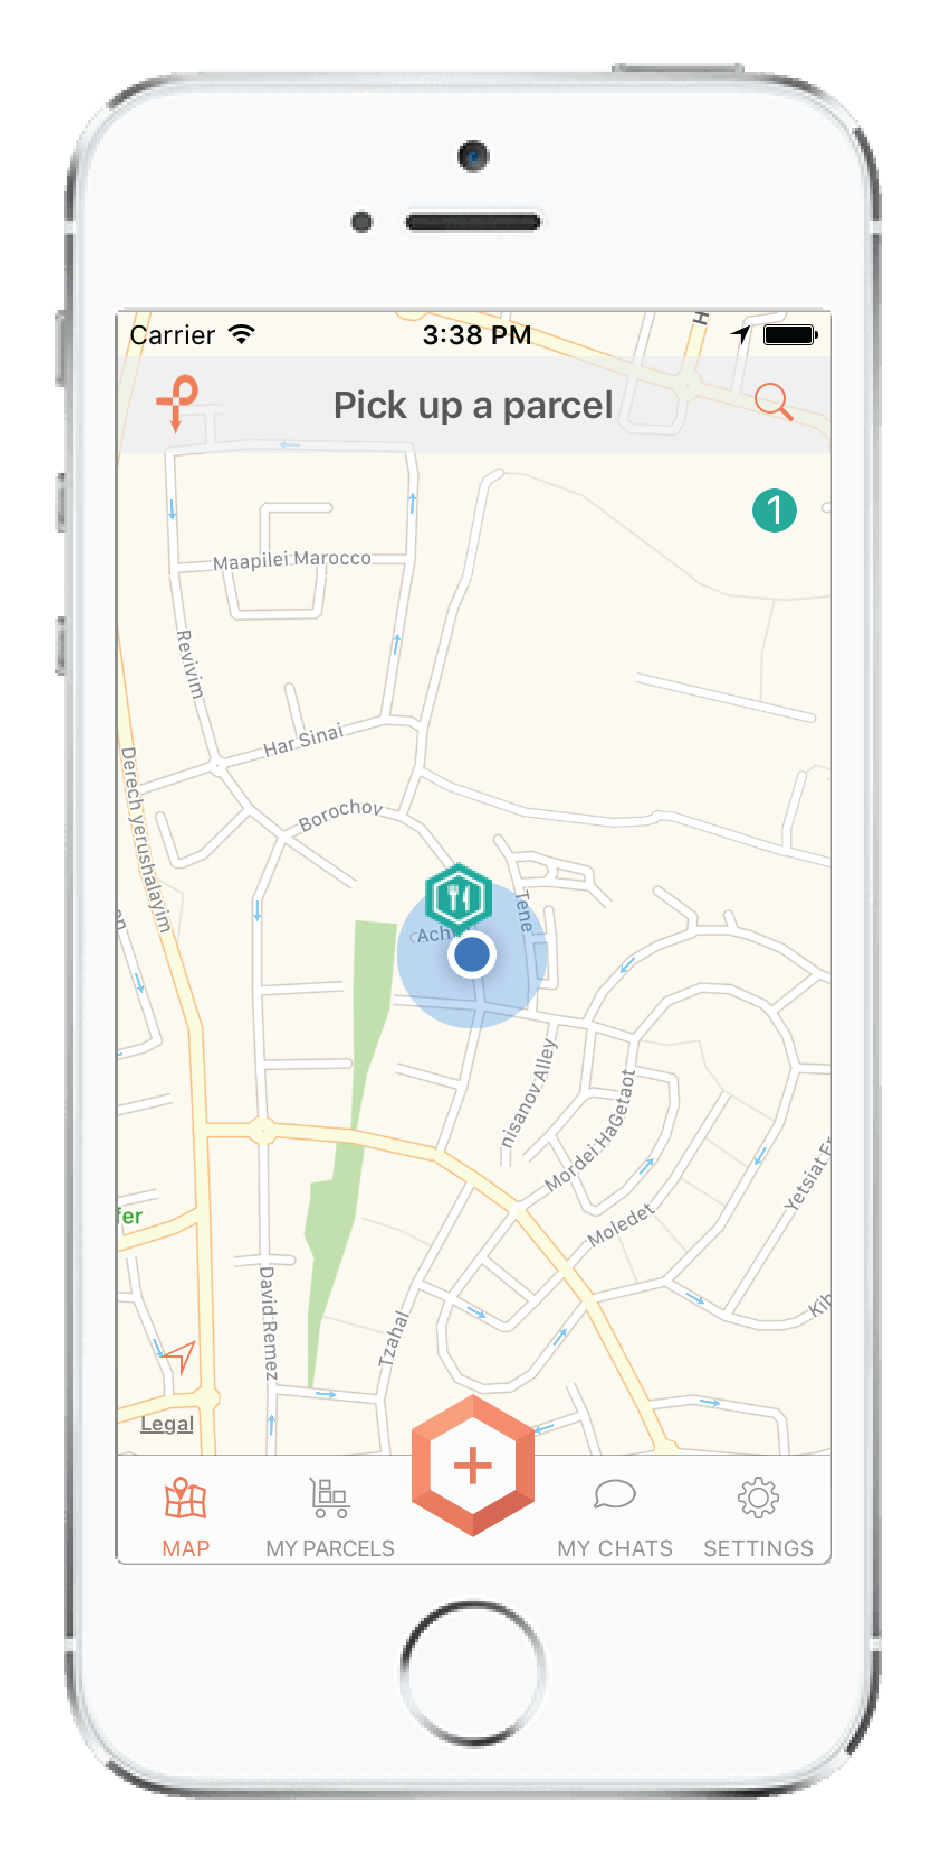 Carrier 3:38 PM
H
Pick up a parcel
1
Maapilei Marocco
Revivim
Har Sinai
Derech yerushalayim
Borochov
Tene
Ach
nisanov Alley
Mordei HaGetaot
Yetsiat
fer
Moledet
David Remez
Tzahal
Kib
Legal
MAP MY PARCELS MY CHATS SETTINGS